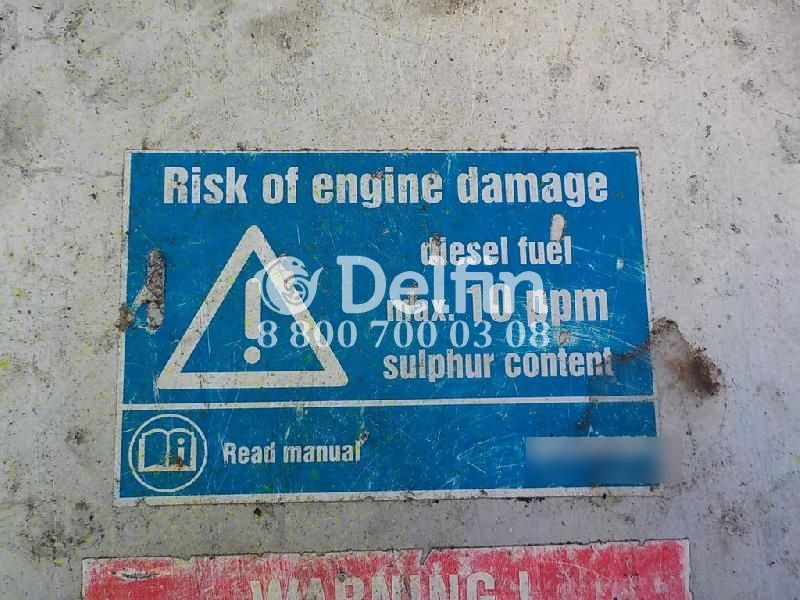 Risk of engine damage
diesel fuel
Delfin
max. 10 ppm
8 800 700 03 08
sulphur content
Read manual
WARNING !